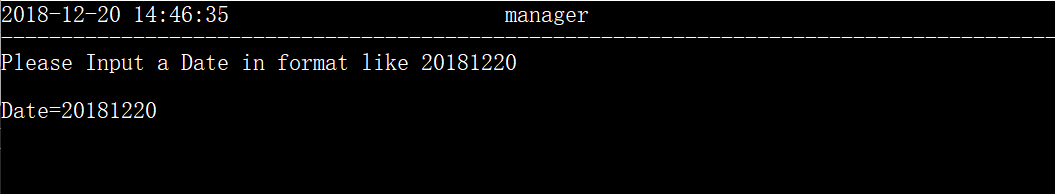 2018-12-20 14:46:35 manager
Please Input a Date in format like 20181220
Date=20181220